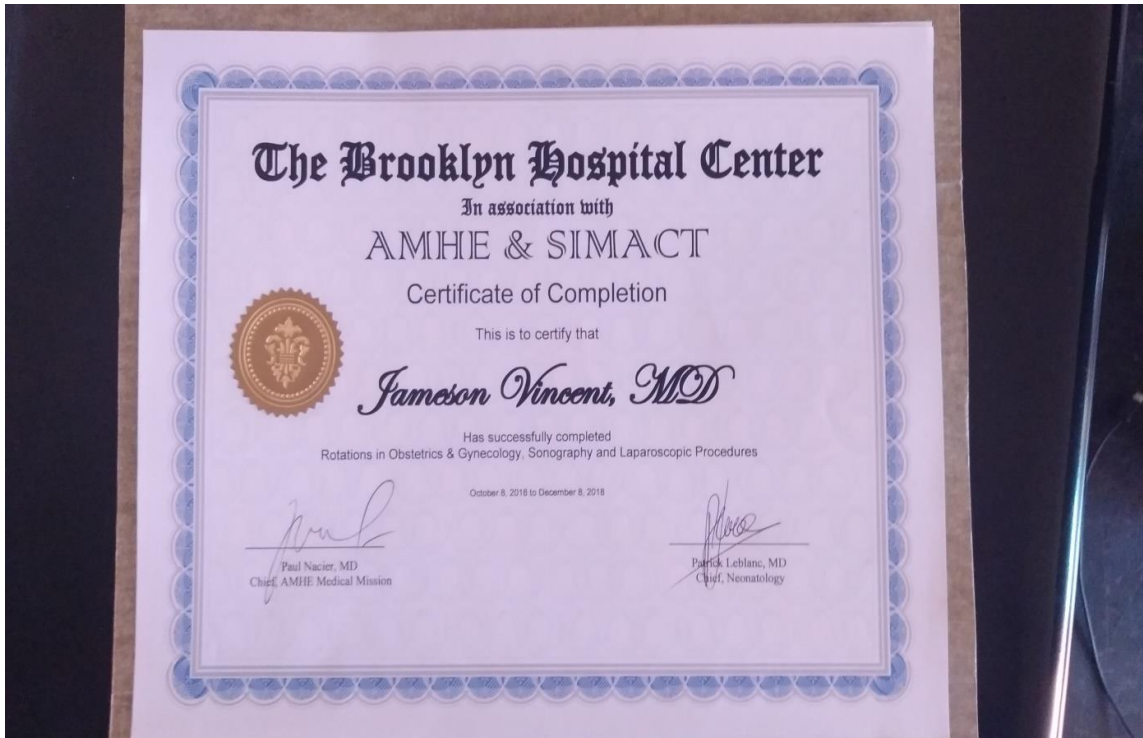 The Brooklyn Hospital Center
In association with
AMHE & SIMACT
Certificate of Completion
This is to certify that
Jameson Vincent, MD
Has successfully completed
Rotations in Obstetrics & Gynecology, Sonography and Laparoscopic Procedures
October 8, 2018 to December 8, 2018
Paul Nacier, MD
Chief, AMHE Medical Mission
Patrick Leblanc, MD
Chief, Neonatology